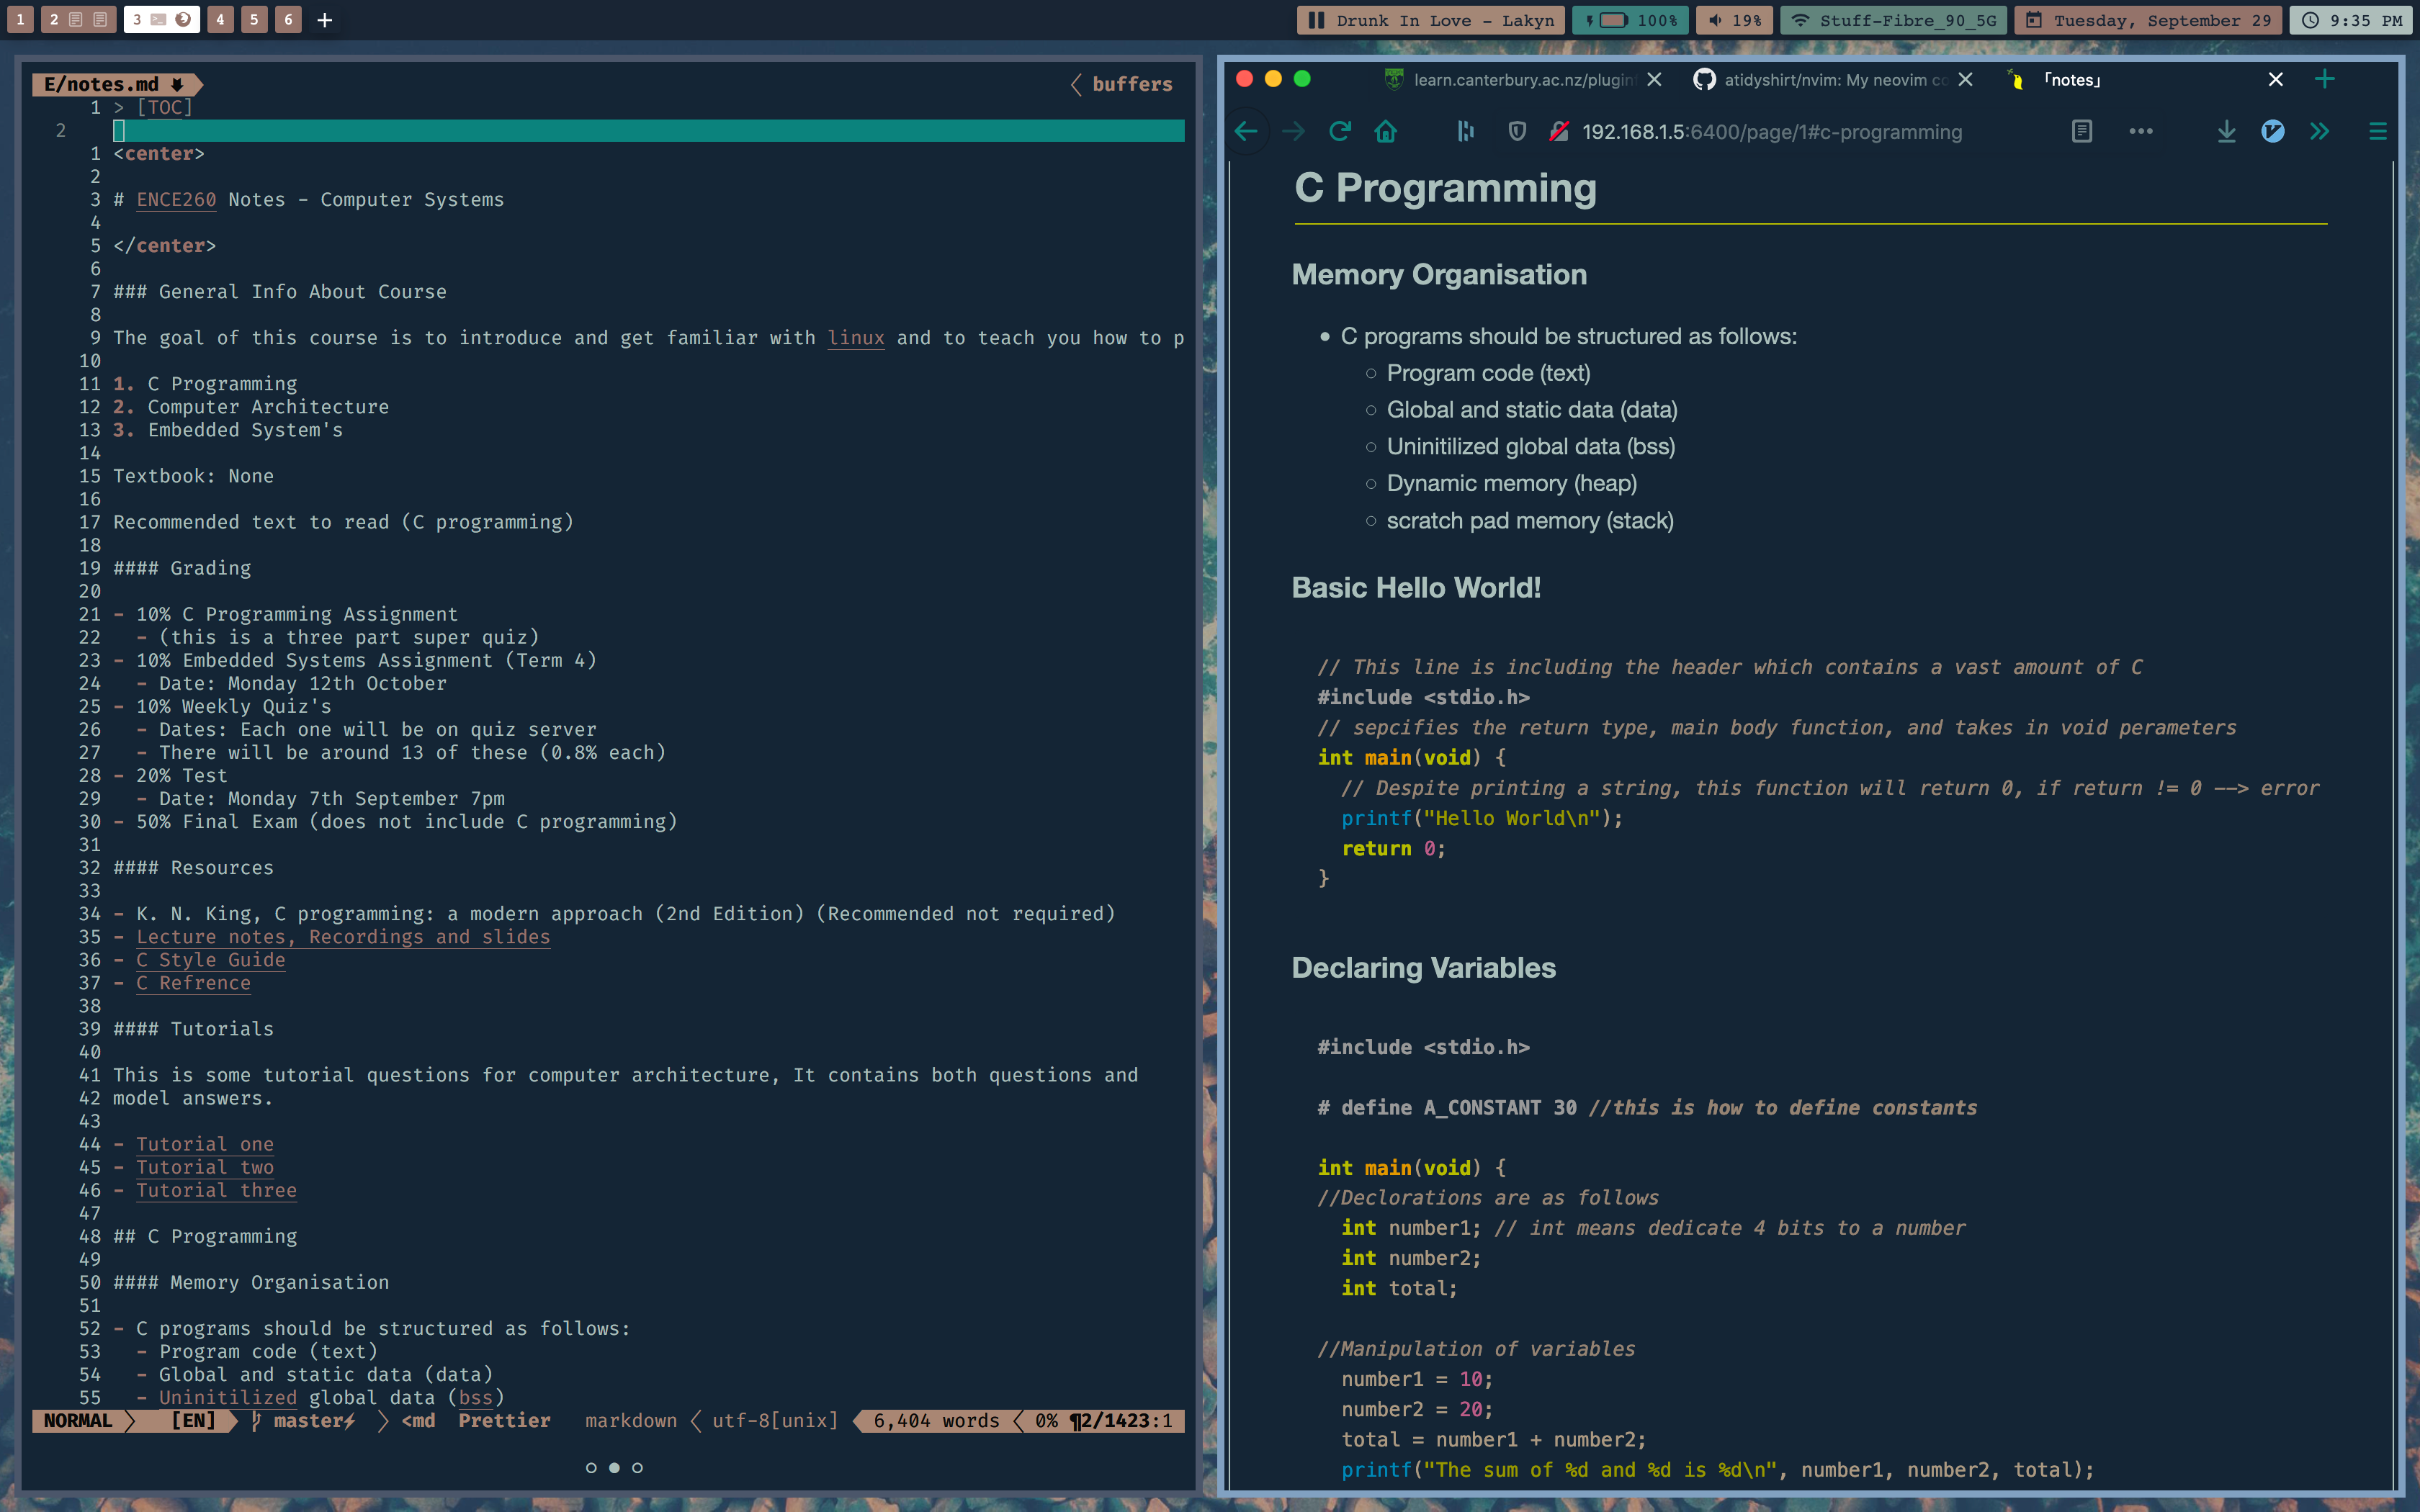 1 2 3 4 5 6 +
Drunk In Love - Lakyn 100% 19% Stuff-Fibre_90_5G Tuesday, September 29 9:35 PM
E/notes.md buffers
1 > [TOC]
2
1 <center>
2
3 # ENCE260 Notes - Computer Systems
4
5 </center>
6
7 ### General Info About Course
8
9 The goal of this course is to introduce and get familiar with linux and to teach you how to p
10
11 1. C Programming
12 2. Computer Architecture
13 3. Embedded System's
14
15 Textbook: None
16
17 Recommended text to read (C programming)
18
19 #### Grading
20
21 - 10% C Programming Assignment
22 - (this is a three part super quiz)
23 - 10% Embedded Systems Assignment (Term 4)
24 - Date: Monday 12th October
25 - 10% Weekly Quiz's
26 - Dates: Each one will be on quiz server
27 - There will be around 13 of these (0.8% each)
28 - 20% Test
29 - Date: Monday 7th September 7pm
30 - 50% Final Exam (does not include C programming)
31
32 #### Resources
33
34 - K. N. King, C programming: a modern approach (2nd Edition) (Recommended not required)
35 - Lecture notes, Recordings and slides
36 - C Style Guide
37 - C Refrence
38
39 #### Tutorials
40
41 This is some tutorial questions for computer architecture, It contains both questions and
42 model answers.
43
44 - Tutorial one
45 - Tutorial two
46 - Tutorial three
47
48 ## C Programming
49
50 #### Memory Organisation
51
52 - C programs should be structured as follows:
53 - Program code (text)
54 - Global and static data (data)
55 - Uninitilized global data (bss)
NORMAL [EN] master <md Prettier markdown utf-8[unix] 6,404 words 0% ¶2/1423:1
learn.canterbury.ac.nz/plugin atidyshirt/nvim: My neovim co 「notes」
192.168.1.5:6400/page/1#c-programming
C Programming
Memory Organisation
C programs should be structured as follows:
Program code (text)
Global and static data (data)
Uninitilized global data (bss)
Dynamic memory (heap)
scratch pad memory (stack)
Basic Hello World!
// This line is including the header which contains a vast amount of C
#include <stdio.h>
// sepcifies the return type, main body function, and takes in void perameters
int main(void) {
// Despite printing a string, this function will return 0, if return != 0 --> error
printf("Hello World\n");
return 0;
}
Declaring Variables
#include <stdio.h>
# define A_CONSTANT 30 //this is how to define constants
int main(void) {
//Declorations are as follows
int number1; // int means dedicate 4 bits to a number
int number2;
int total;
//Manipulation of variables
number1 = 10;
number2 = 20;
total = number1 + number2;
printf("The sum of %d and %d is %d\n", number1, number2, total);